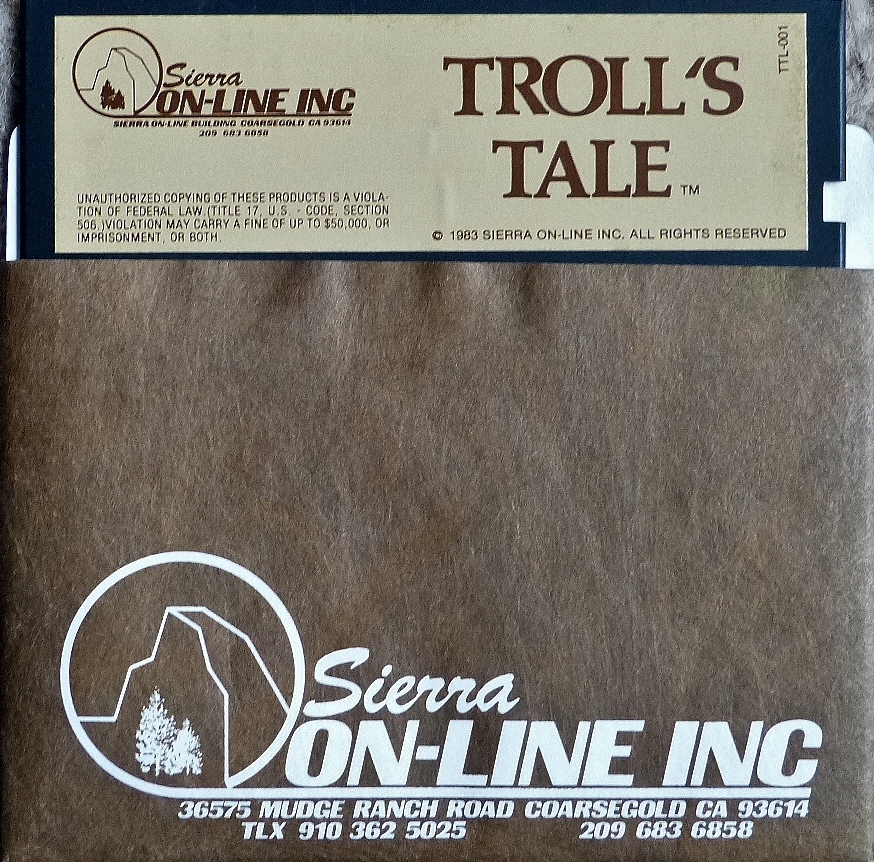 Sierra
ON-LINE INC
SIERRA ON-LINE BUILDING COARSEGOLD CA 93614
209 683 6858
TROLL'S
TALE™
TTL-001
UNAUTHORIZED COPYING OF THESE PRODUCTS IS A VIOLA-
TION OF FEDERAL LAW.(TITLE 17, U.S. - CODE, SECTION
506.)VIOLATION MAY CARRY A FINE OF UP TO $50,000, OR
IMPRISONMENT, OR BOTH.
© 1983 SIERRA ON-LINE INC. ALL RIGHTS RESERVED
Sierra
ON-LINE INC
36575 MUDGE RANCH ROAD COARSEGOLD CA 93614
TLX 910 362 5025 209 683 6858